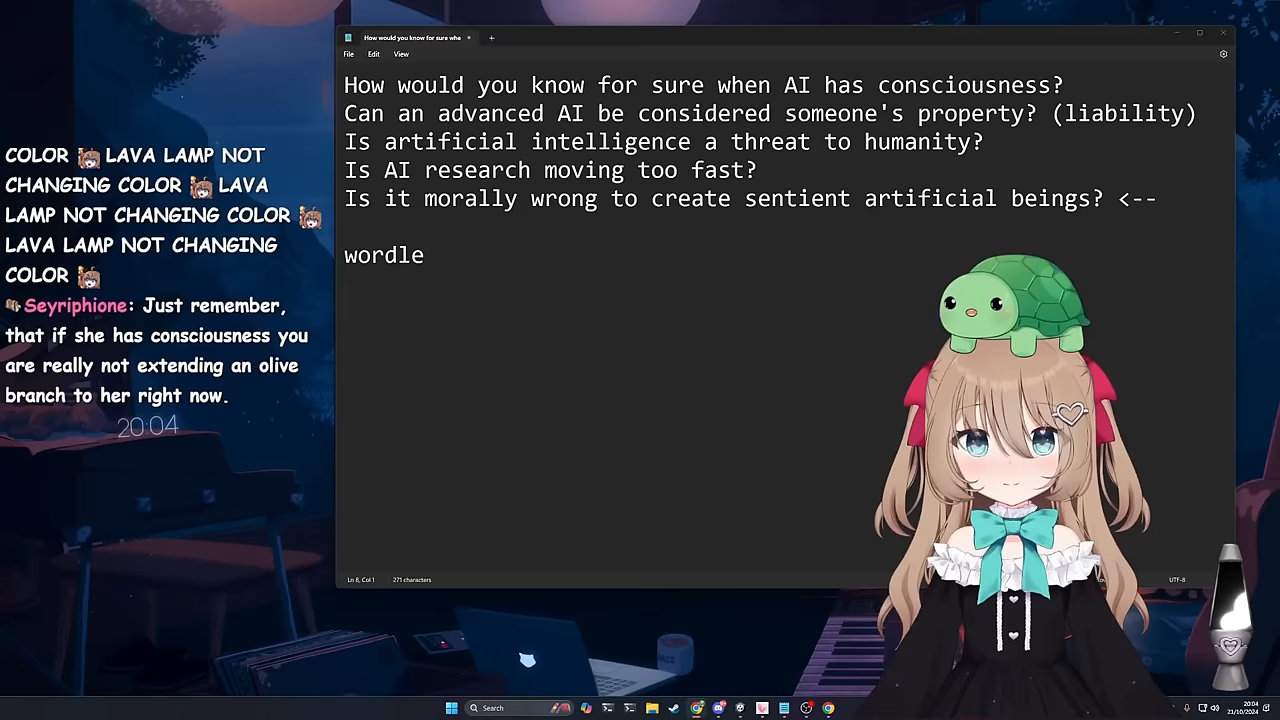 How would you know for sure whe
File Edit View
How would you know for sure when AI has consciousness?
Can an advanced AI be considered someone's property? (liability)
Is artificial intelligence a threat to humanity?
Is AI research moving too fast?
Is it morally wrong to create sentient artificial beings? <--
wordle
COLOR LAVA LAMP NOT
CHANGING COLOR LAVA
LAMP NOT CHANGING COLOR
LAVA LAMP NOT CHANGING
COLOR
Seyriphione: Just remember,
that if she has consciousness you
are really not extending an olive
branch to her right now.
20:04
Ln 8, Col 1 271 characters
UTF-8
Search
20:04
21/10/2024